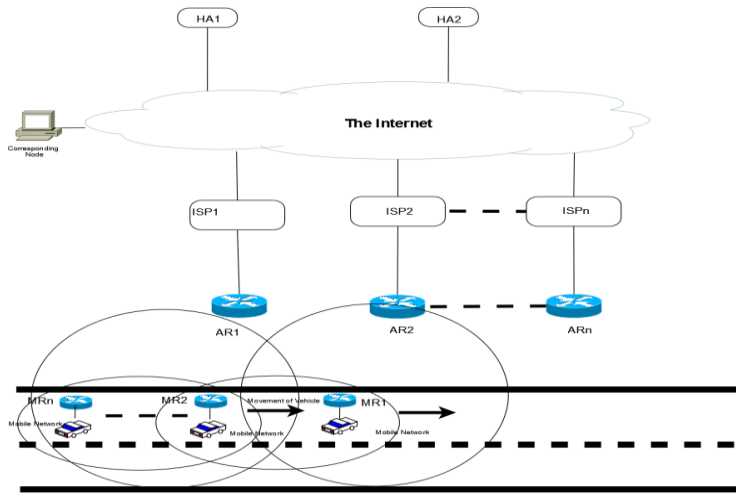 HA1
HA2
The Internet
Corresponding
Node
ISP1
ISP2
ISPn
AR1
AR2
ARn
MRn
MR2
Movement of Vehicle
MR1
Mobile Network
Mobile Network
Mobile Network